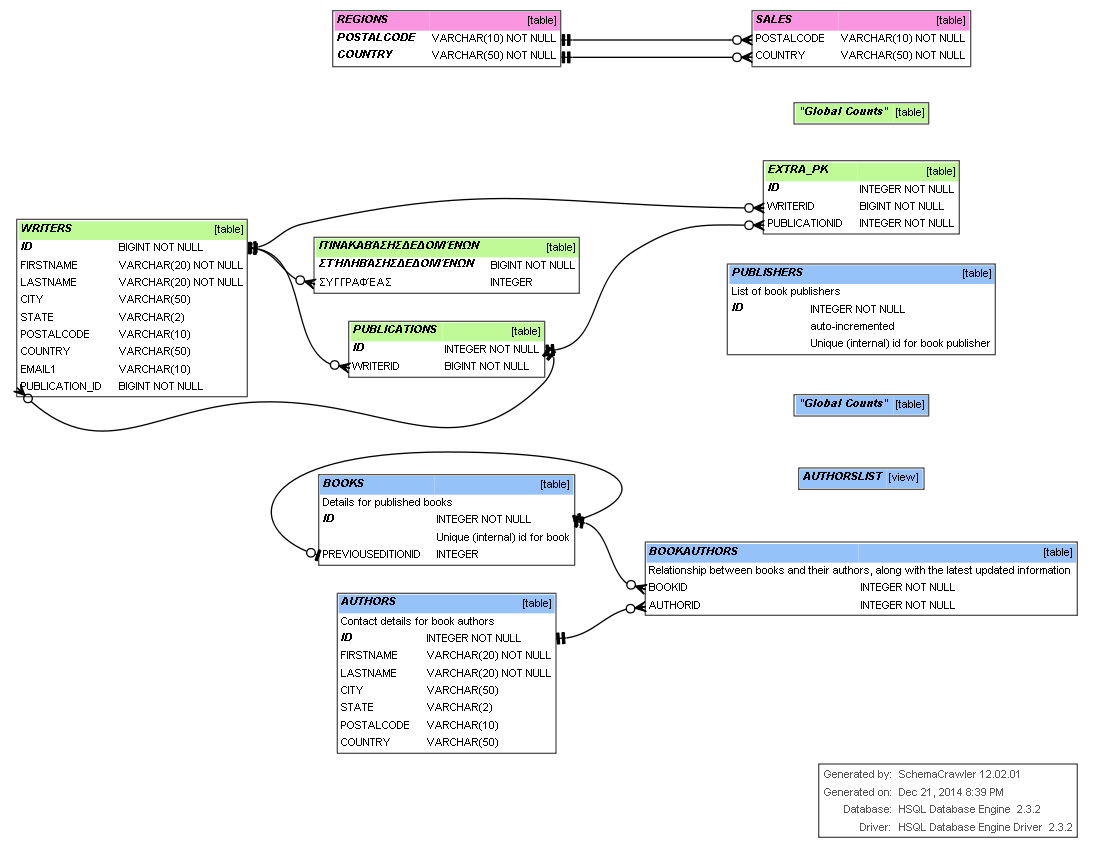 REGIONS [table]
POSTALCODE VARCHAR(10) NOT NULL
COUNTRY VARCHAR(50) NOT NULL
SALES [table]
POSTALCODE VARCHAR(10) NOT NULL
COUNTRY VARCHAR(50) NOT NULL
"Global Counts" [table]
EXTRA_PK [table]
ID INTEGER NOT NULL
WRITERID BIGINT NOT NULL
PUBLICATIONID INTEGER NOT NULL
WRITERS [table]
ID BIGINT NOT NULL
FIRSTNAME VARCHAR(20) NOT NULL
LASTNAME VARCHAR(20) NOT NULL
CITY VARCHAR(50)
STATE VARCHAR(2)
POSTALCODE VARCHAR(10)
COUNTRY VARCHAR(50)
EMAIL1 VARCHAR(10)
PUBLICATION_ID BIGINT NOT NULL
ΠΊΝΑΚΑΒΆΣΗΣΔΕΔΟΜΈΝΩΝ [table]
ΣΤΉΛΗΒΆΣΗΣΔΕΔΟΜΈΝΩΝ BIGINT NOT NULL
ΣΥΓΓΡΑΦΈΑΣ INTEGER
PUBLICATIONS [table]
ID INTEGER NOT NULL
WRITERID BIGINT NOT NULL
PUBLISHERS [table]
List of book publishers
ID INTEGER NOT NULL
auto-incremented
Unique (internal) id for book publisher
"Global Counts" [table]
AUTHORSLIST [view]
BOOKS [table]
Details for published books
ID INTEGER NOT NULL
Unique (internal) id for book
PREVIOUSEDITIONID INTEGER
BOOKAUTHORS [table]
Relationship between books and their authors, along with the latest updated information
BOOKID INTEGER NOT NULL
AUTHORID INTEGER NOT NULL
AUTHORS [table]
Contact details for book authors
ID INTEGER NOT NULL
FIRSTNAME VARCHAR(20) NOT NULL
LASTNAME VARCHAR(20) NOT NULL
CITY VARCHAR(50)
STATE VARCHAR(2)
POSTALCODE VARCHAR(10)
COUNTRY VARCHAR(50)
Generated by: SchemaCrawler 12.02.01
Generated on: Dec 21, 2014 8:39 PM
Database: HSQL Database Engine 2.3.2
Driver: HSQL Database Engine Driver 2.3.2